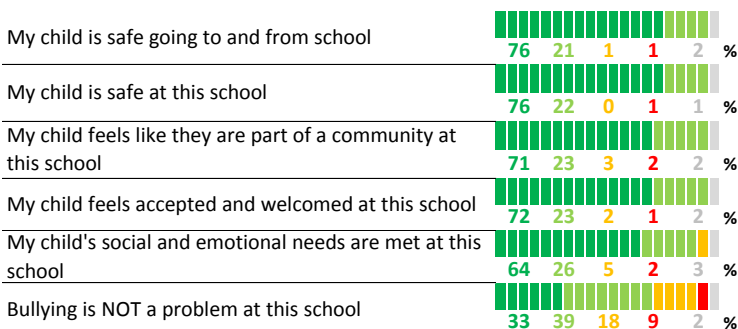 My child is safe going to and from school
76 21 1 1 2 %
My child is safe at this school
76 22 0 1 1 %
My child feels like they are part of a community at
this school
71 23 3 2 2 %
My child feels accepted and welcomed at this school
72 23 2 1 2 %
My child's social and emotional needs are met at this
school
64 26 5 2 3 %
Bullying is NOT a problem at this school
33 39 18 9 2 %